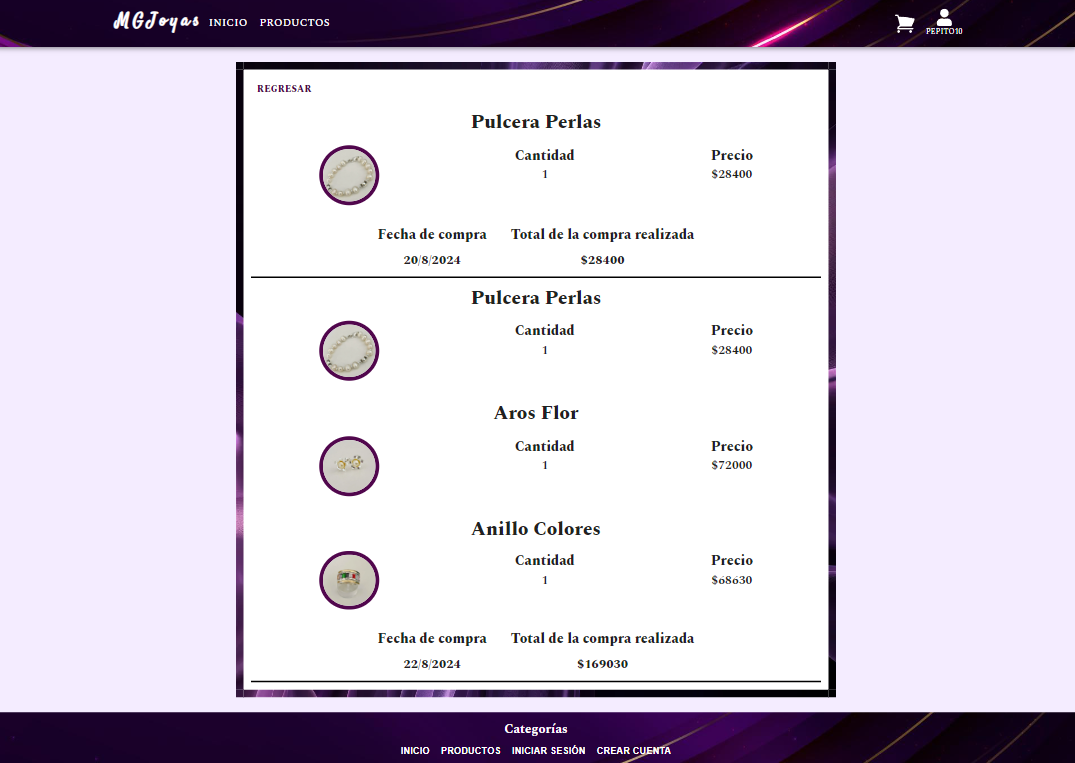 MGJoyas INICIO PRODUCTOS
PEPITO10
REGRESAR
Pulcera Perlas
Cantidad Precio
1 $28400
Fecha de compra Total de la compra realizada
20/8/2024 $28400
Pulcera Perlas
Cantidad Precio
1 $28400
Aros Flor
Cantidad Precio
1 $72000
Anillo Colores
Cantidad Precio
1 $68630
Fecha de compra Total de la compra realizada
22/8/2024 $169030
Categorías
INICIO PRODUCTOS INICIAR SESIÓN CREAR CUENTA